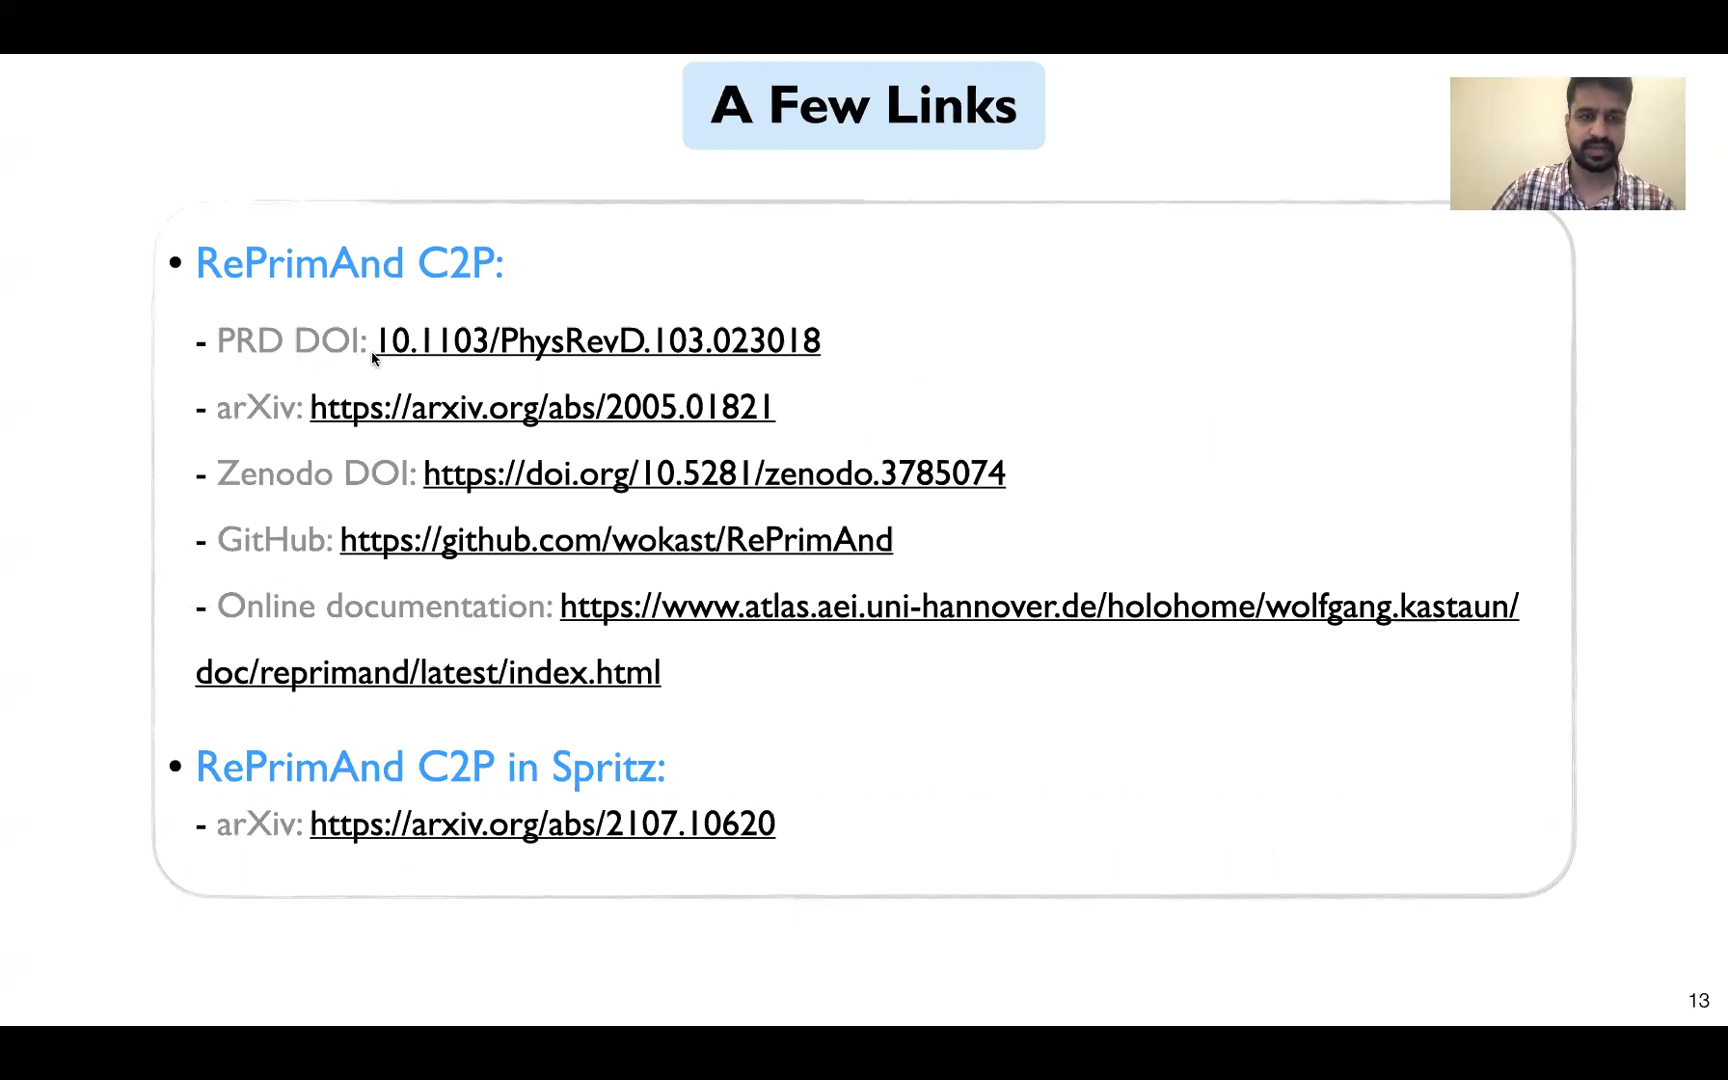 A Few Links
• RePrimAnd C2P:
- PRD DOI: 10.1103/PhysRevD.103.023018
- arXiv: https://arxiv.org/abs/2005.01821
- Zenodo DOI: https://doi.org/10.5281/zenodo.3785074
- GitHub: https://github.com/wokast/RePrimAnd
- Online documentation: https://www.atlas.aei.uni-hannover.de/holohome/wolfgang.kastaun/
doc/reprimand/latest/index.html
• RePrimAnd C2P in Spritz:
- arXiv: https://arxiv.org/abs/2107.10620
13